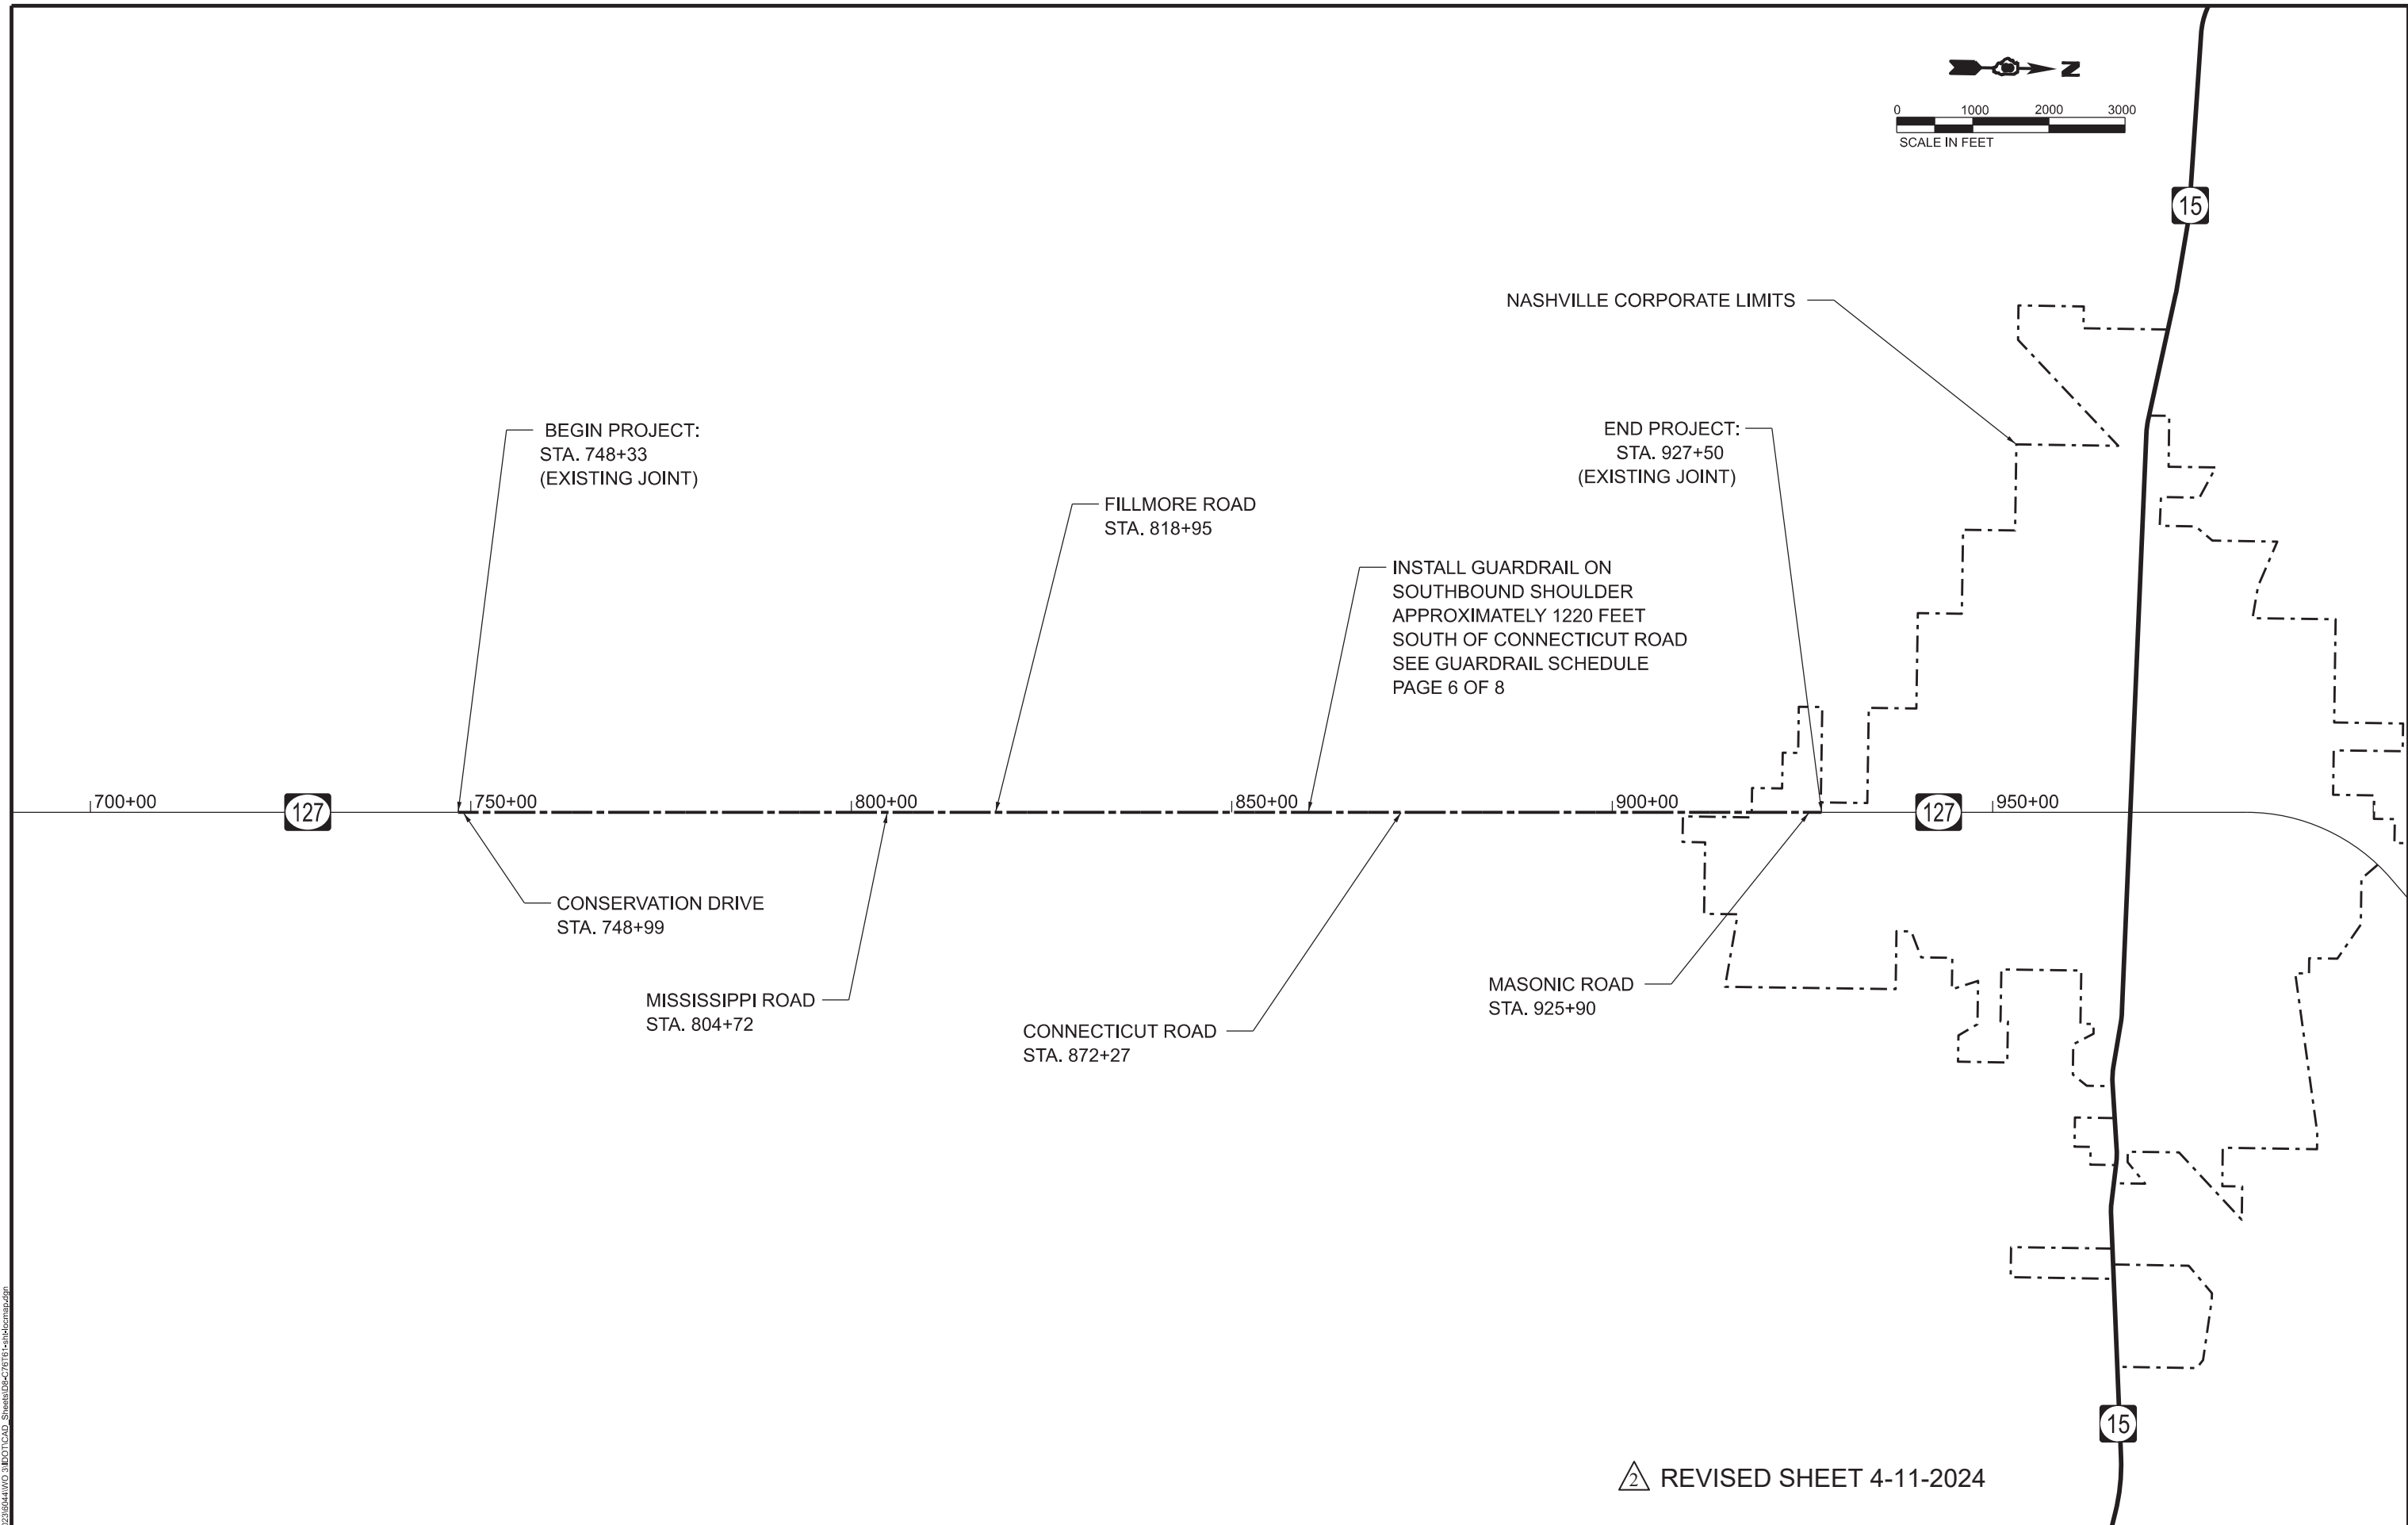 N
0 1000 2000 3000
SCALE IN FEET
15
NASHVILLE CORPORATE LIMITS
BEGIN PROJECT:
STA. 748+33
(EXISTING JOINT)
END PROJECT:
STA. 927+50
(EXISTING JOINT)
FILLMORE ROAD
STA. 818+95
INSTALL GUARDRAIL ON
SOUTHBOUND SHOULDER
APPROXIMATELY 1220 FEET
SOUTH OF CONNECTICUT ROAD
SEE GUARDRAIL SCHEDULE
PAGE 6 OF 8
700+00
127
750+00
800+00
850+00
900+00
127
950+00
CONSERVATION DRIVE
STA. 748+99
MISSISSIPPI ROAD
STA. 804+72
CONNECTICUT ROAD
STA. 872+27
MASONIC ROAD
STA. 925+90
15
2 REVISED SHEET 4-11-2024